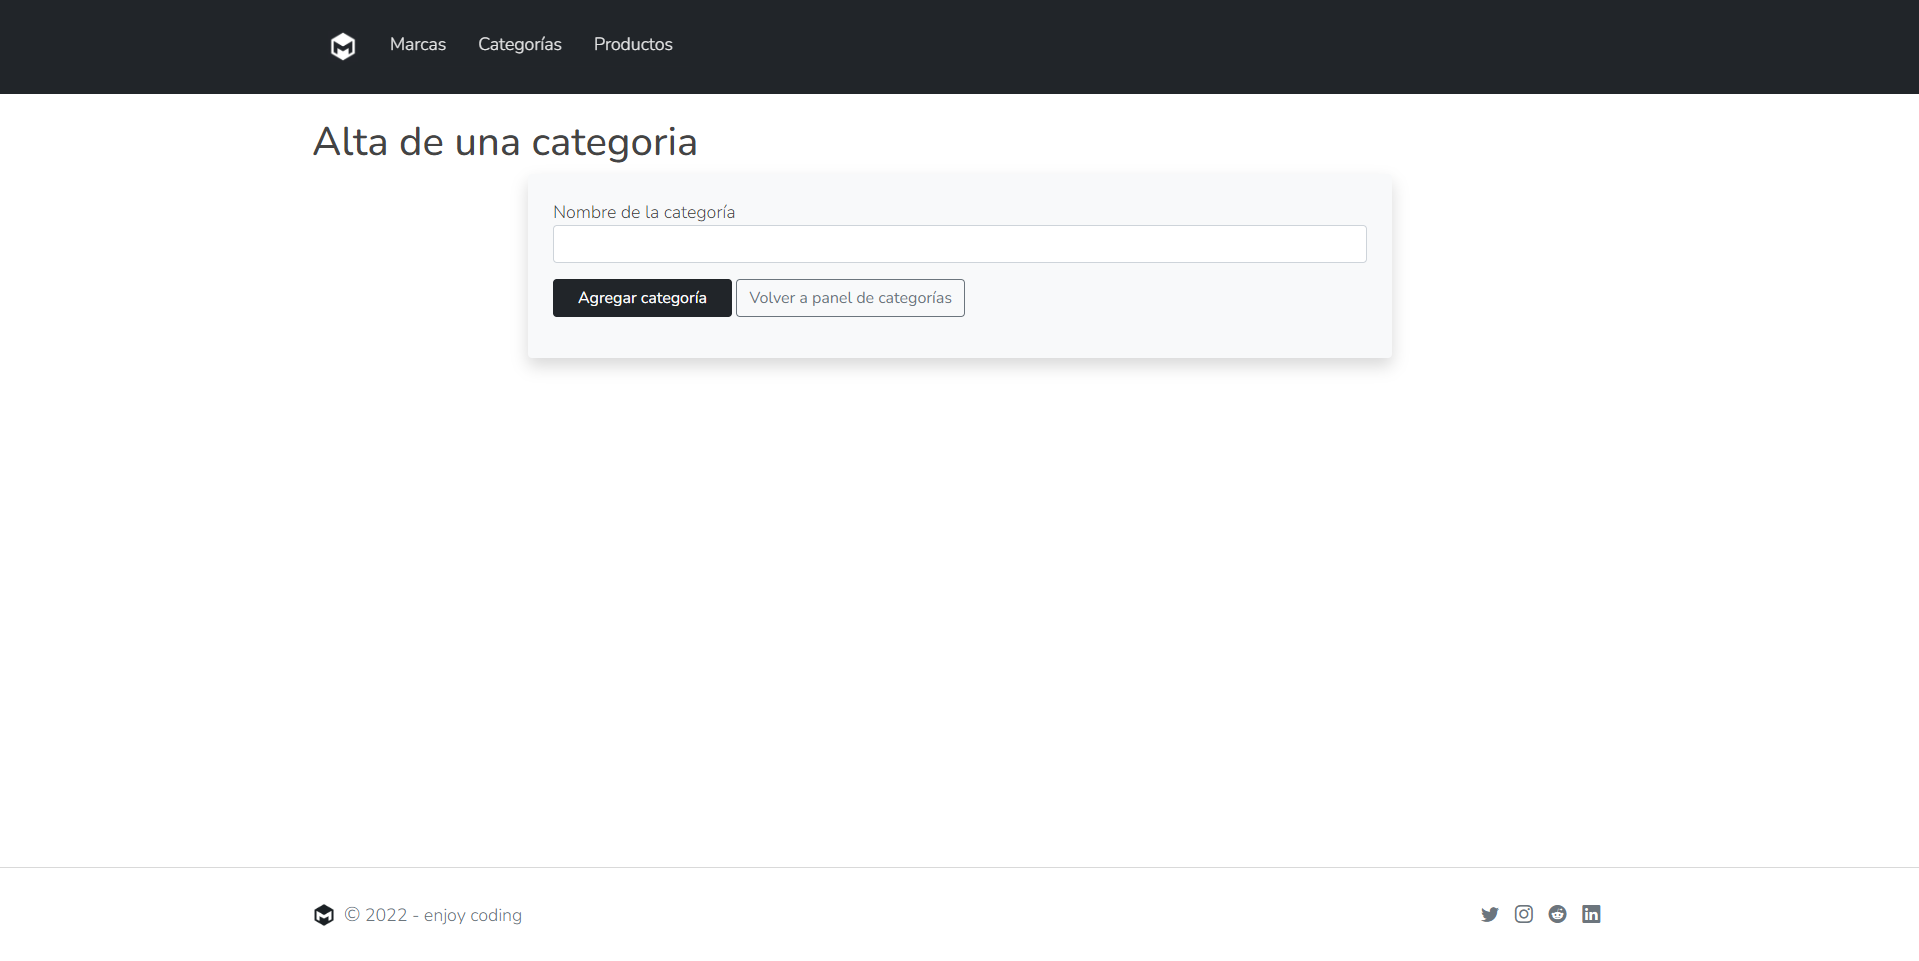 Marcas Categorías Productos
Alta de una categoria
Nombre de la categoría
Agregar categoría Volver a panel de categorías
© 2022 - enjoy coding